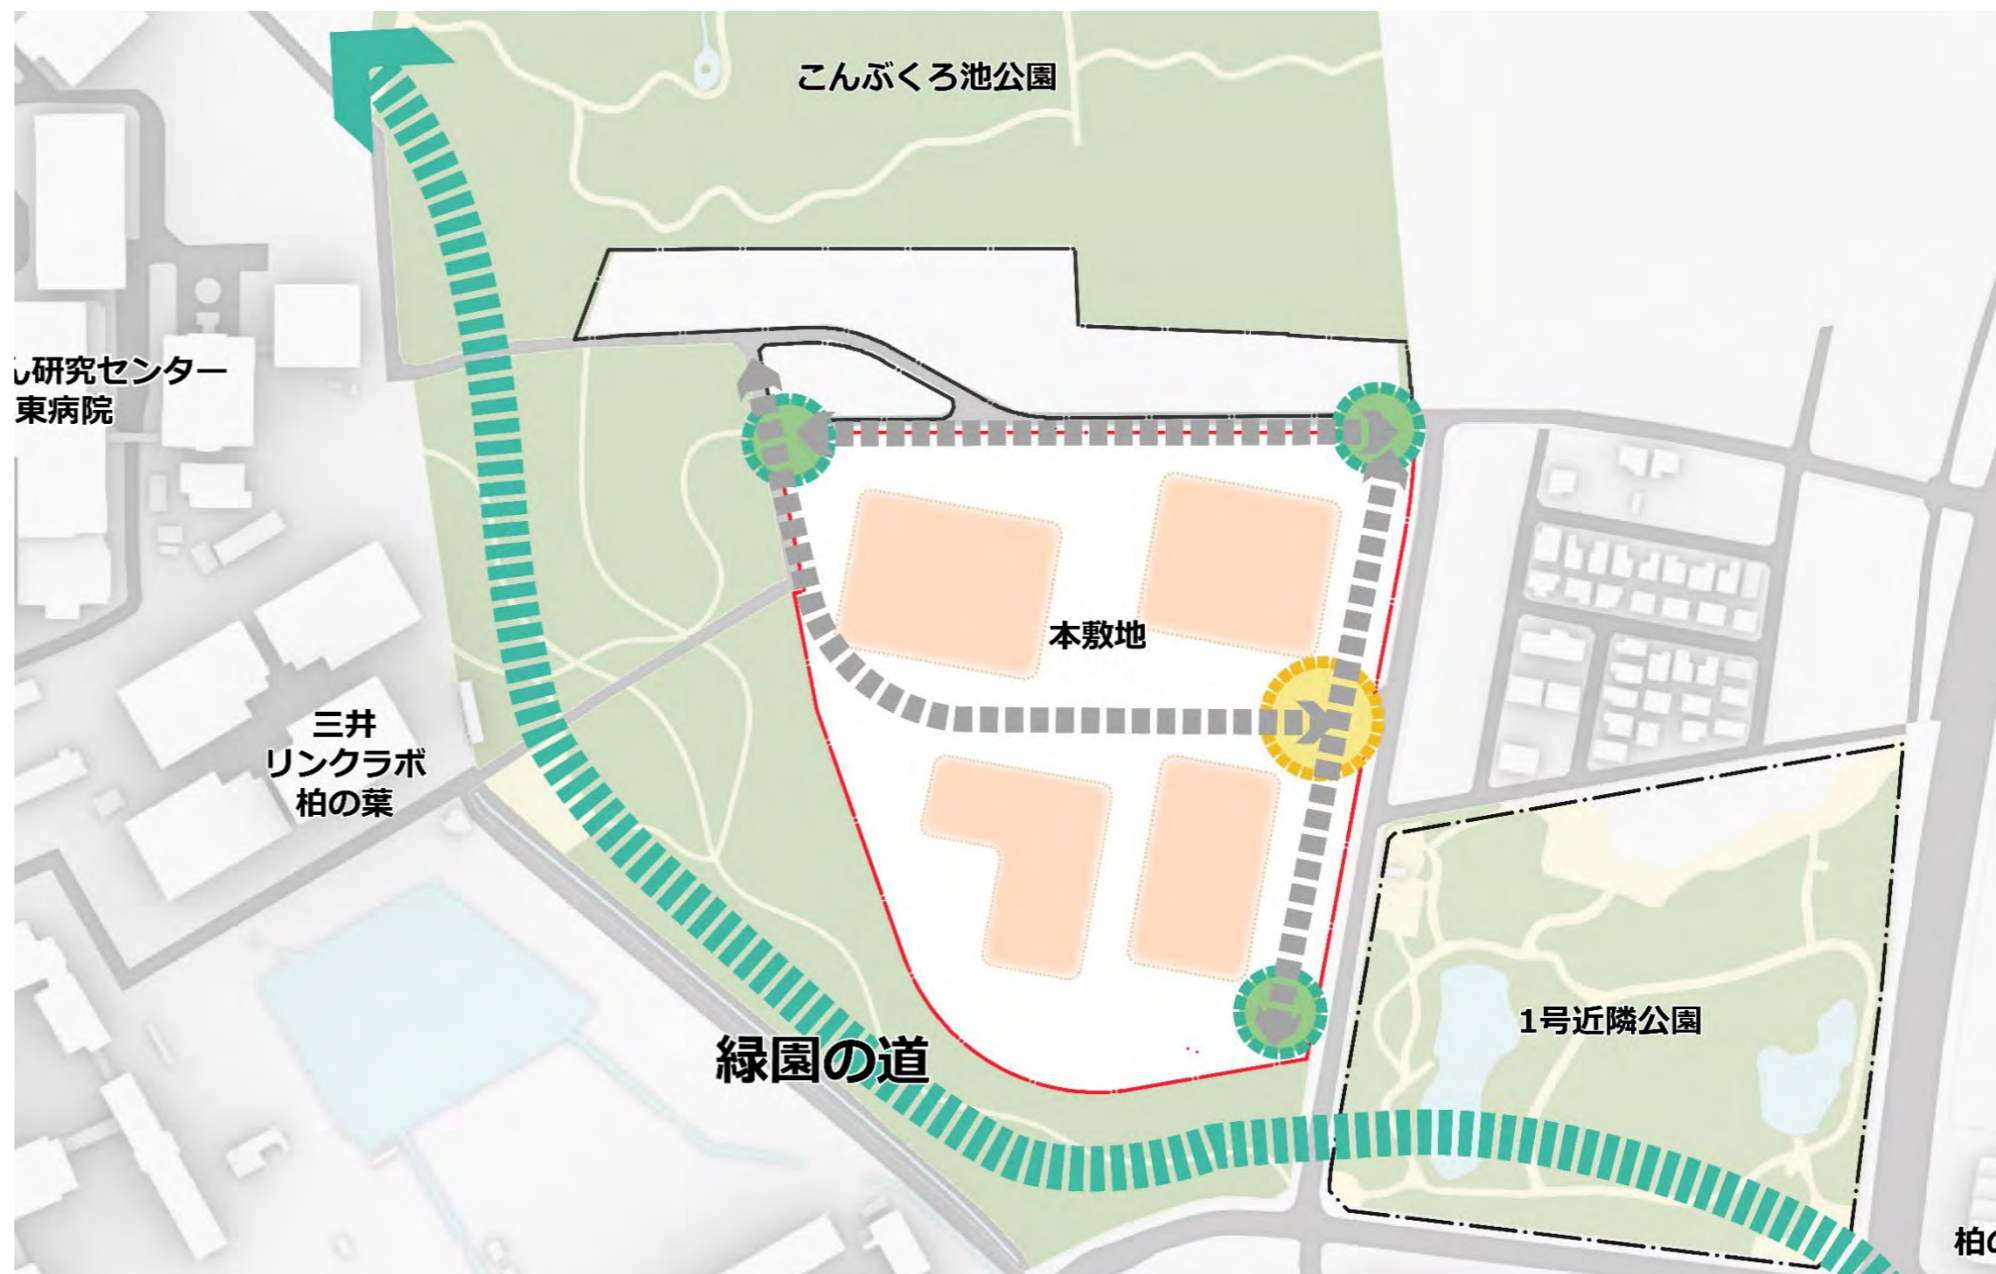 こんぶくろ池公園
ん研究センター
東病院
本敷地
三井
リンクラボ
柏の葉
1号近隣公園
緑園の道
柏の